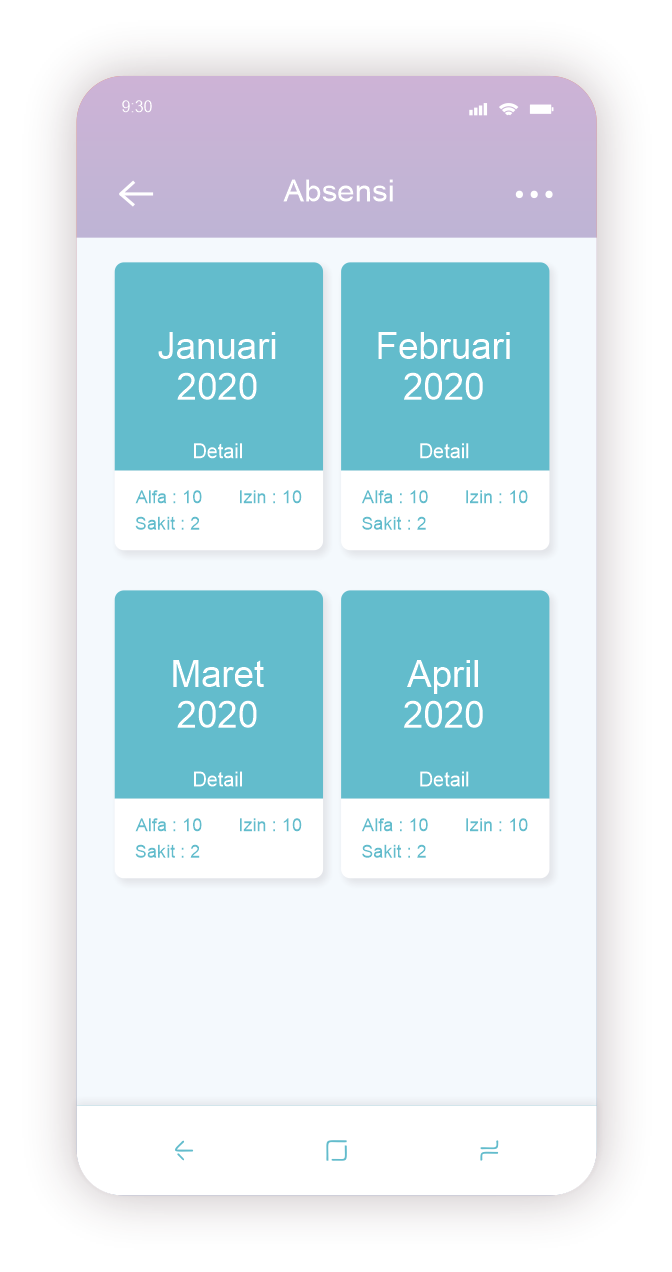 9:30
Absensi
Januari
2020
Detail
Alfa : 10 Izin : 10
Sakit : 2
Februari
2020
Detail
Alfa : 10 Izin : 10
Sakit : 2
Maret
2020
Detail
Alfa : 10 Izin : 10
Sakit : 2
April
2020
Detail
Alfa : 10 Izin : 10
Sakit : 2